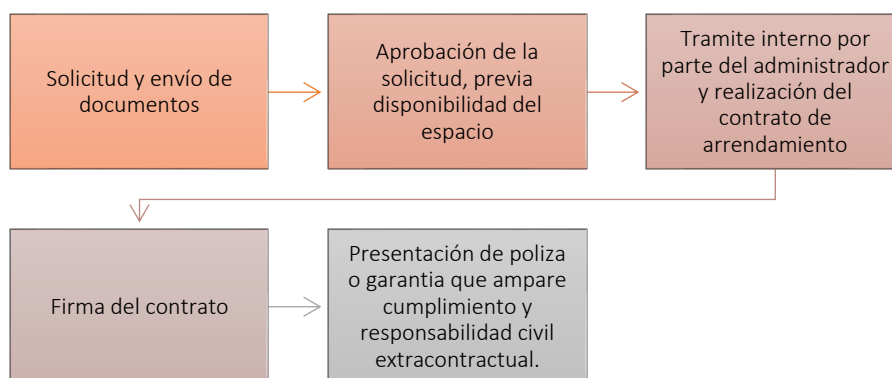 Solicitud y envío de
documentos
Aprobación de la
solicitud, previa
disponibilidad del
espacio
Tramite interno por
parte del administrador
y realización del
contrato de
arrendamiento
Firma del contrato
Presentación de poliza
o garantia que ampare
cumplimiento y
responsabilidad civil
extracontractual.